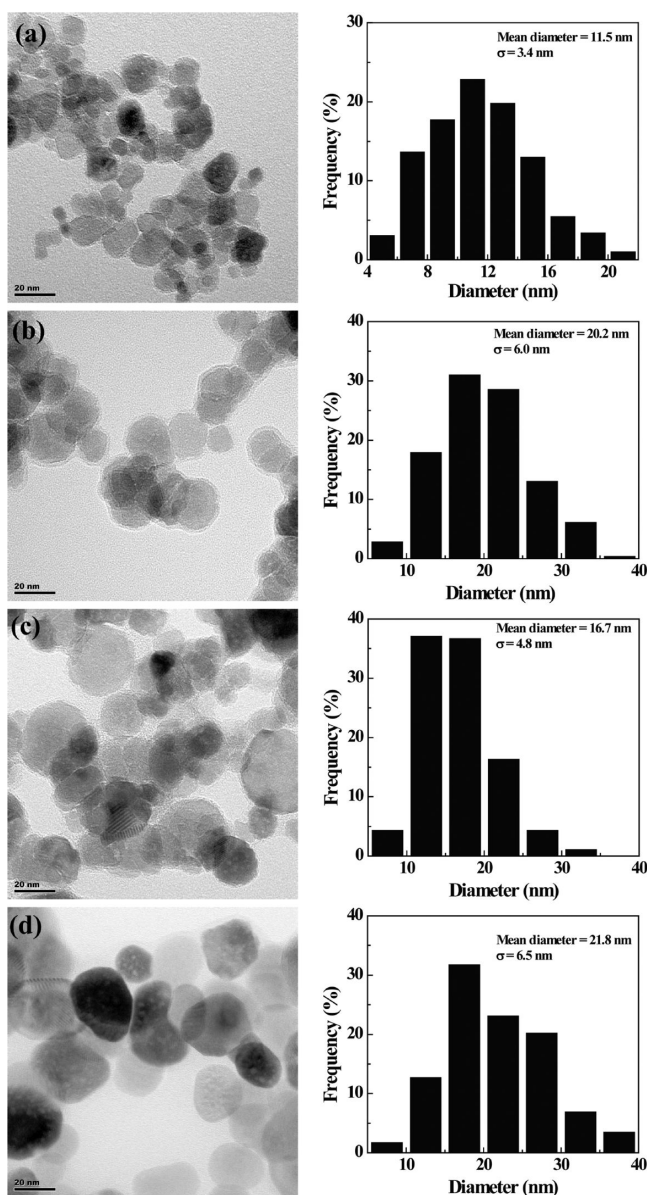 (a)
20 nm
Mean diameter = 11.5 nm
σ = 3.4 nm
Frequency (%)
30
20
10
0
4 8 12 16 20
Diameter (nm)
(b)
20 nm
Mean diameter = 20.2 nm
σ = 6.0 nm
Frequency (%)
40
30
20
10
0
10 20 30 40
Diameter (nm)
(c)
20 nm
Mean diameter = 16.7 nm
σ = 4.8 nm
Frequency (%)
40
30
20
10
0
10 20 30 40
Diameter (nm)
(d)
20 nm
Mean diameter = 21.8 nm
σ = 6.5 nm
Frequency (%)
40
30
20
10
0
10 20 30 40
Diameter (nm)